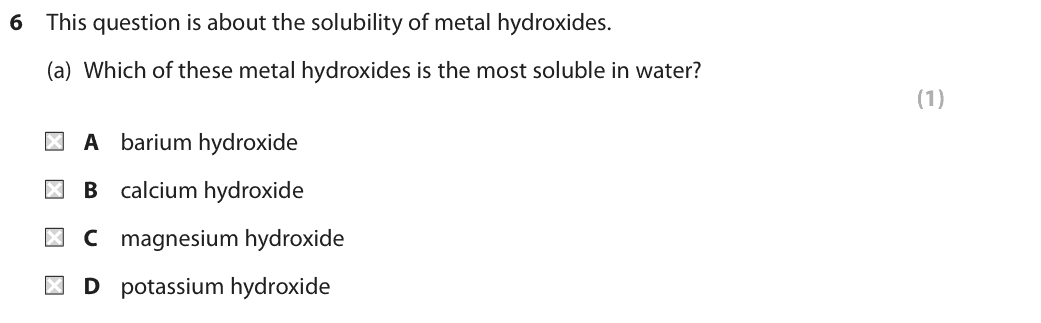 6 This question is about the solubility of metal hydroxides.
(a) Which of these metal hydroxides is the most soluble in water?
(1)
A barium hydroxide
B calcium hydroxide
C magnesium hydroxide
D potassium hydroxide